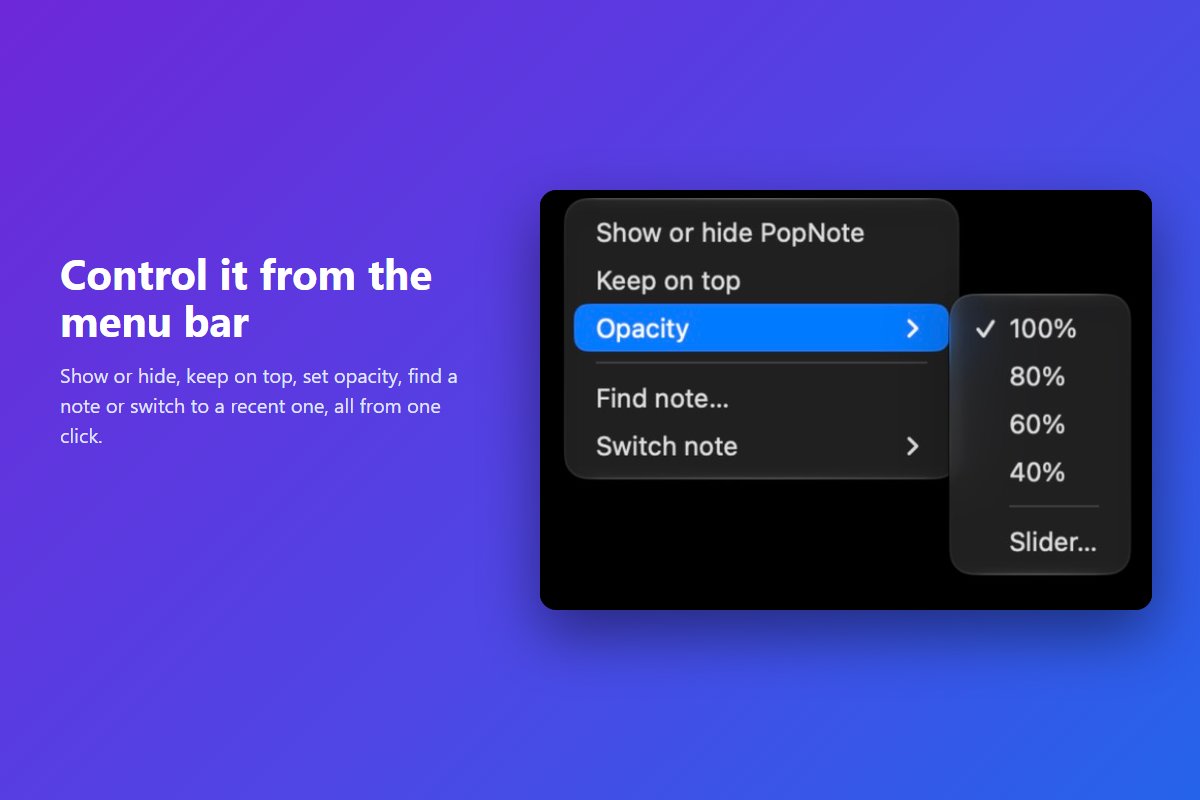 Control it from the
menu bar
Show or hide, keep on top, set opacity, find a
note or switch to a recent one, all from one
click.
Show or hide PopNote
Keep on top
Opacity
Find note...
Switch note
100%
80%
60%
40%
Slider...